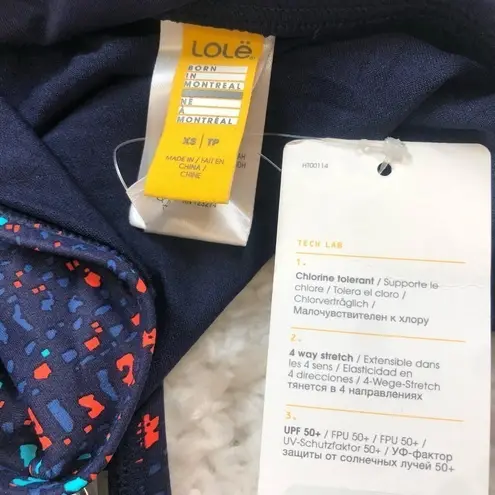 LOLË
BORN
IN
MONTRÉAL
NÉ
À
MONTRÉAL
XS | TP
MADE IN / FAIT EN
CHINA /
CHINE
HT00114
TECH LAB
1.
Chlorine tolerant / Supporte le
chlore / Tolera el cloro /
Chlorverträglich /
Малочувствителен к хлору
2.
4 way stretch / Extensible dans
les 4 sens / Elasticidad en
4 direcciones / 4-Wege-Stretch
тянется в 4 направлениях
3.
UPF 50+ / FPU 50+ / FPU 50+ /
UV-Schutzfaktor 50+ / УФ-фактор
защиты от солнечных лучей 50+